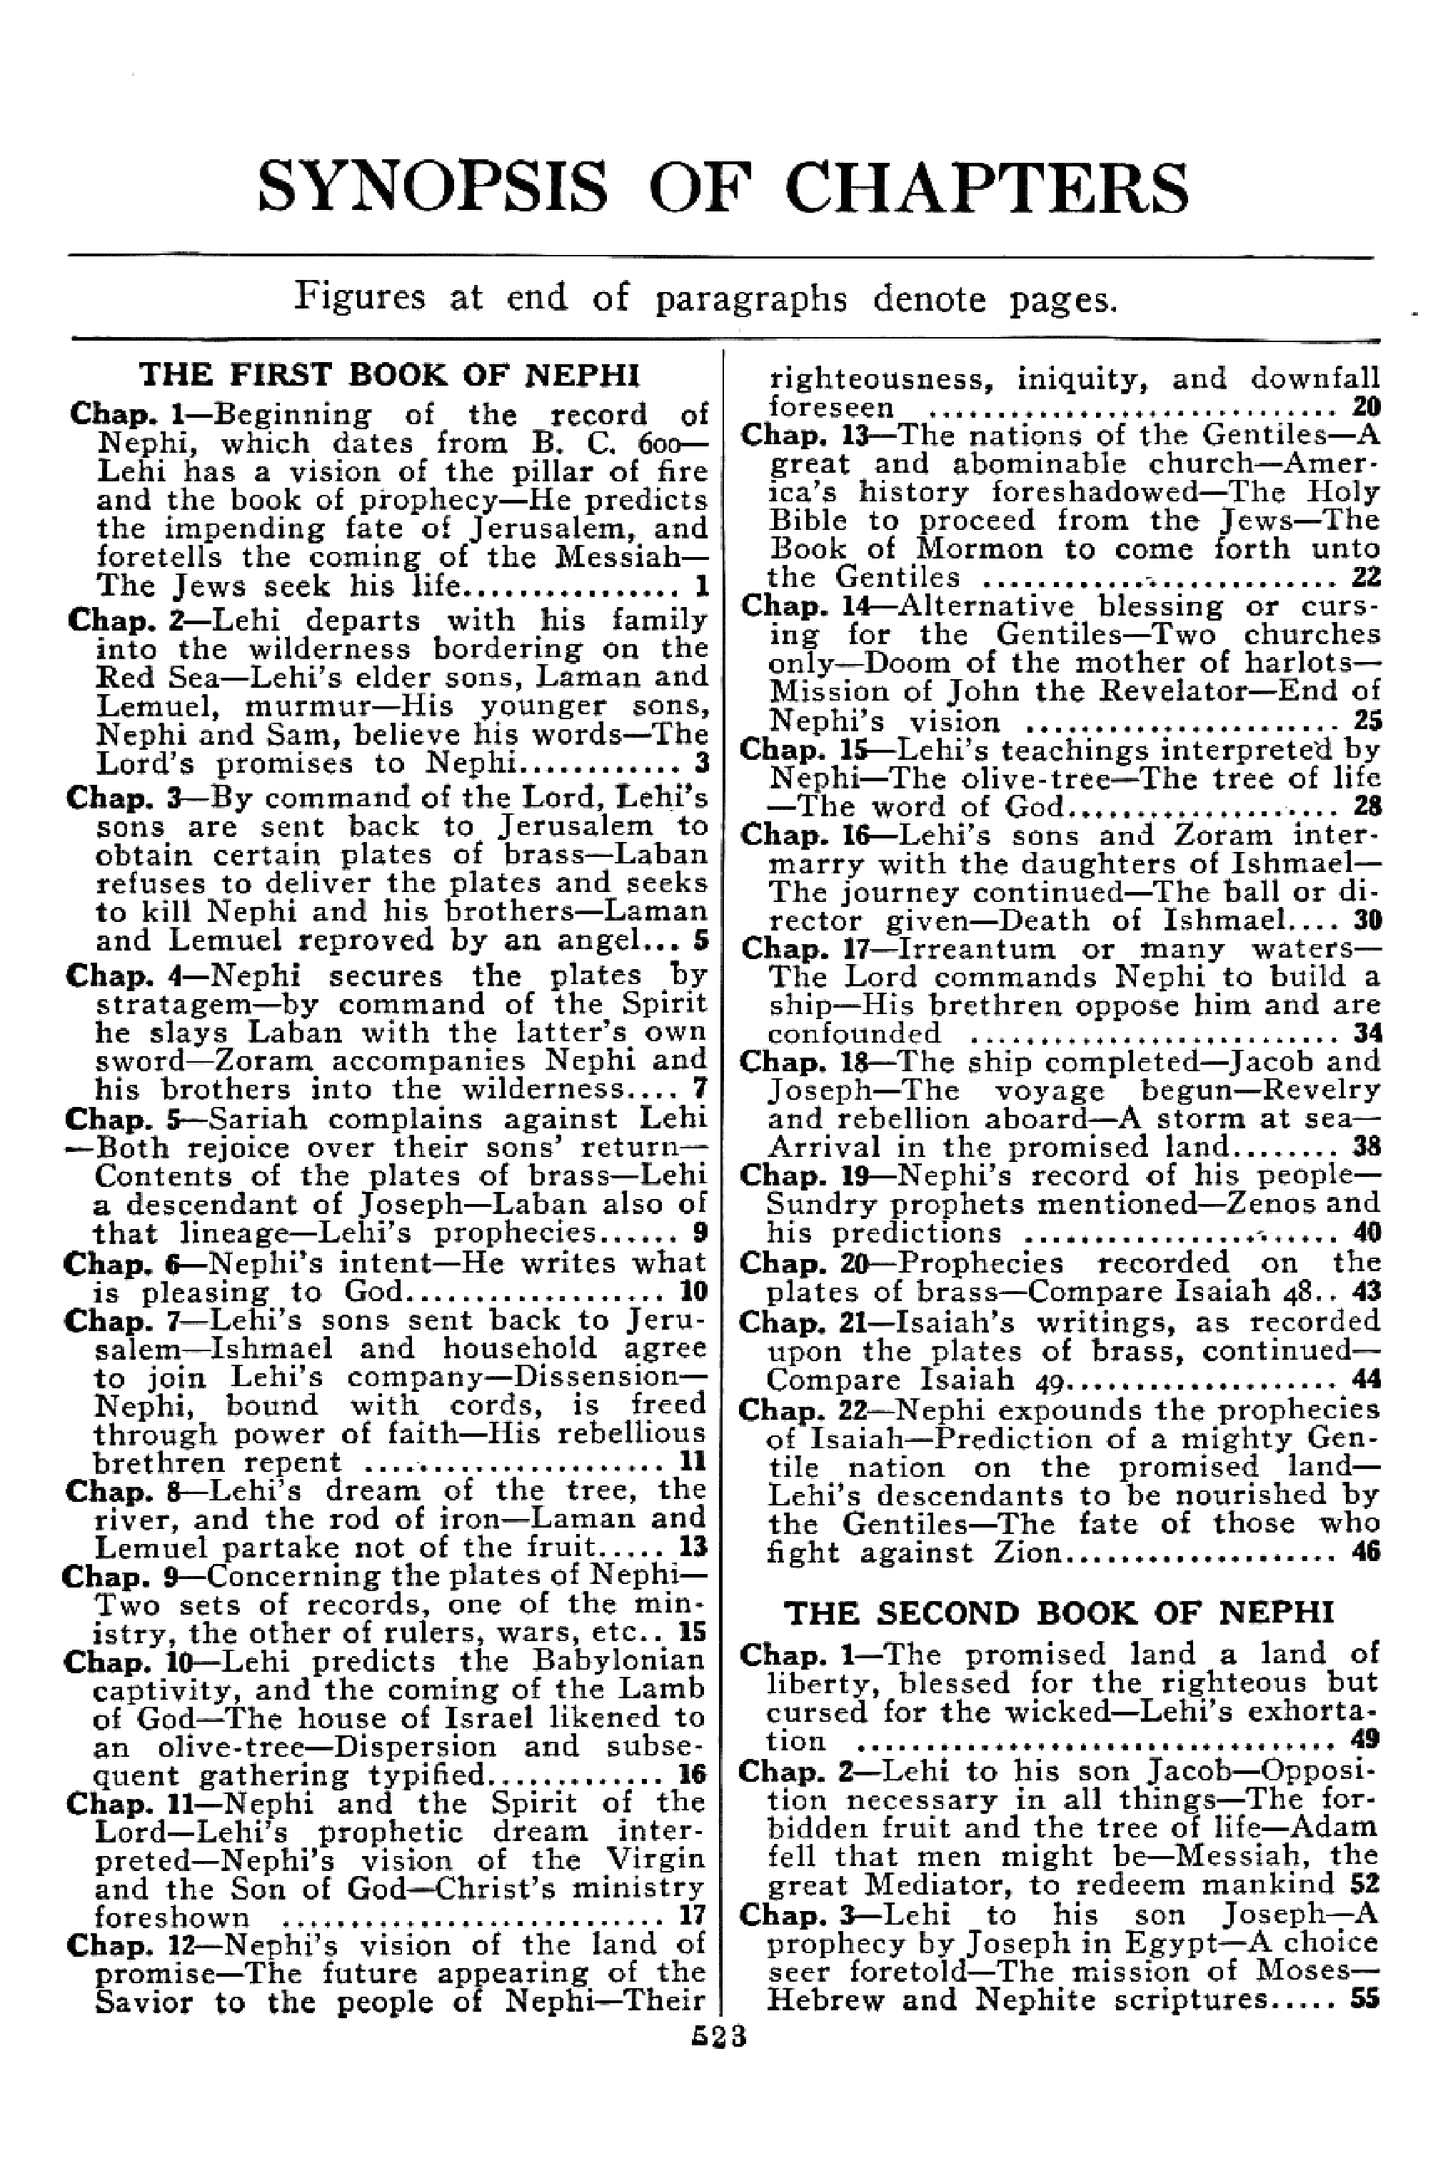 SYNOPSIS OF CHAPTERS
Figures at end of paragraphs denote pages.
THE FIRST BOOK OF NEPHI
Chap. 1—Beginning of the record of
Nephi, which dates from B. C. 600—
Lehi has a vision of the pillar of fire
and the book of prophecy—He predicts
the impending fate of Jerusalem, and
foretells the coming of the Messiah—
The Jews seek his life................ 1
Chap. 2—Lehi departs with his family
into the wilderness bordering on the
Red Sea—Lehi's elder sons, Laman and
Lemuel, murmur—His younger sons,
Nephi and Sam, believe his words—The
Lord's promises to Nephi............ 3
Chap. 3—By command of the Lord, Lehi's
sons are sent back to Jerusalem to
obtain certain plates of brass—Laban
refuses to deliver the plates and seeks
to kill Nephi and his brothers—Laman
and Lemuel reproved by an angel... 5
Chap. 4—Nephi secures the plates by
stratagem—by command of the Spirit
he slays Laban with the latter's own
sword—Zoram accompanies Nephi and
his brothers into the wilderness.... 7
Chap. 5—Sariah complains against Lehi
—Both rejoice over their sons' return—
Contents of the plates of brass—Lehi
a descendant of Joseph—Laban also of
that lineage—Lehi's prophecies...... 9
Chap. 6—Nephi's intent—He writes what
is pleasing to God................... 10
Chap. 7—Lehi's sons sent back to Jeru-
salem—Ishmael and household agree
to join Lehi's company—Dissension—
Nephi, bound with cords, is freed
through power of faith—His rebellious
brethren repent ...................... 11
Chap. 8—Lehi's dream of the tree, the
river, and the rod of iron—Laman and
Lemuel partake not of the fruit..... 13
Chap. 9—Concerning the plates of Nephi—
Two sets of records, one of the min-
istry, the other of rulers, wars, etc.. 15
Chap. 10—Lehi predicts the Babylonian
captivity, and the coming of the Lamb
of God—The house of Israel likened to
an olive-tree—Dispersion and subse-
quent gathering typified............. 16
Chap. 11—Nephi and the Spirit of the
Lord—Lehi's prophetic dream inter-
preted—Nephi's vision of the Virgin
and the Son of God—Christ's ministry
foreshown ............................ 17
Chap. 12—Nephi's vision of the land of
promise—The future appearing of the
Savior to the people of Nephi—Their
righteousness, iniquity, and downfall
foreseen .............................. 20
Chap. 13—The nations of the Gentiles—A
great and abominable church—Amer-
ica's history foreshadowed—The Holy
Bible to proceed from the Jews—The
Book of Mormon to come forth unto
the Gentiles .......................... 22
Chap. 14—Alternative blessing or curs-
ing for the Gentiles—Two churches
only—Doom of the mother of harlots—
Mission of John the Revelator—End of
Nephi's vision ....................... 25
Chap. 15—Lehi's teachings interpreted by
Nephi—The olive-tree—The tree of life
—The word of God.................... 28
Chap. 16—Lehi's sons and Zoram inter-
marry with the daughters of Ishmael—
The journey continued—The ball or di-
rector given—Death of Ishmael.... 30
Chap. 17—Irreantum or many waters—
The Lord commands Nephi to build a
ship—His brethren oppose him and are
confounded ........................... 34
Chap. 18—The ship completed—Jacob and
Joseph—The voyage begun—Revelry
and rebellion aboard—A storm at sea—
Arrival in the promised land........ 38
Chap. 19—Nephi's record of his people—
Sundry prophets mentioned—Zenos and
his predictions ....................... 40
Chap. 20—Prophecies recorded on the
plates of brass—Compare Isaiah 48.. 43
Chap. 21—Isaiah's writings, as recorded
upon the plates of brass, continued—
Compare Isaiah 49.................... 44
Chap. 22—Nephi expounds the prophecies
of Isaiah—Prediction of a mighty Gen-
tile nation on the promised land—
Lehi's descendants to be nourished by
the Gentiles—The fate of those who
fight against Zion.................... 46
THE SECOND BOOK OF NEPHI
Chap. 1—The promised land a land of
liberty, blessed for the righteous but
cursed for the wicked—Lehi's exhorta-
tion ................................... 49
Chap. 2—Lehi to his son Jacob—Opposi-
tion necessary in all things—The for-
bidden fruit and the tree of life—Adam
fell that men might be—Messiah, the
great Mediator, to redeem mankind 52
Chap. 3—Lehi to his son Joseph—A
prophecy by Joseph in Egypt—A choice
seer foretold—The mission of Moses—
Hebrew and Nephite scriptures..... 55
523